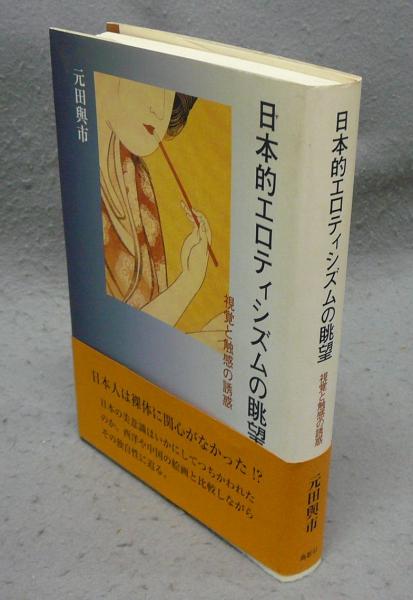 元田與市
日本的エロティシズムの眺望
視覚と触感の誘惑
日本人は裸体に関心がなかった!?
日本の美意識はいかにしてつちかわれた
のか、西洋や中国の絵画と比較しながら
その独自性に迫る。
日本的エロティシズムの眺望
視覚と触感の誘惑
元田與市